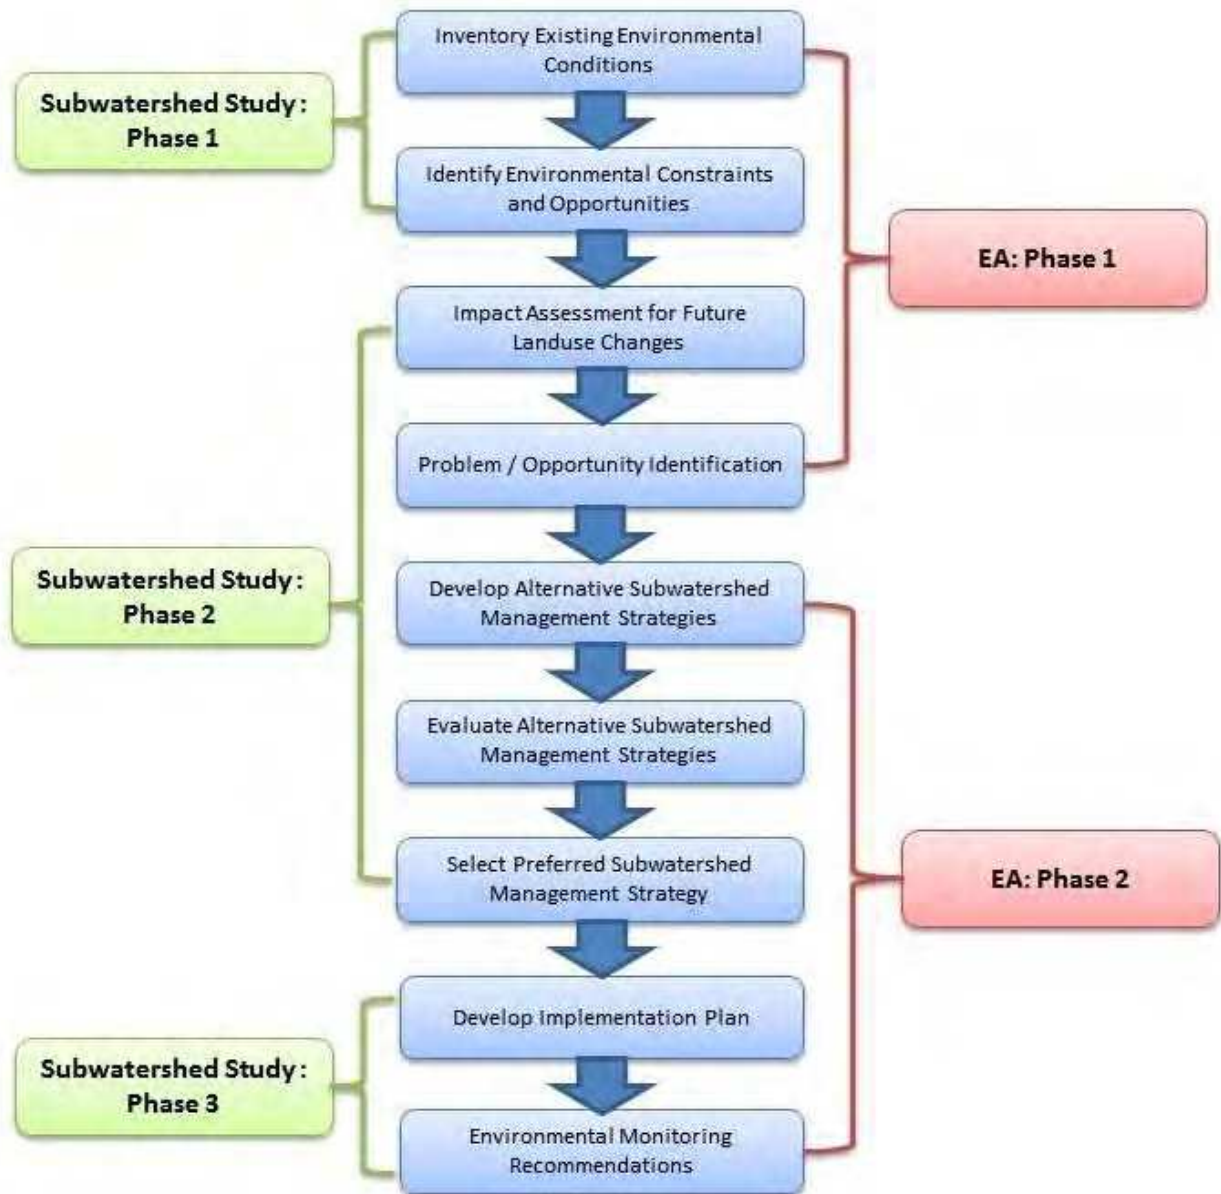 Inventory Existing Environmental
Conditions
Subwatershed Study:
Phase 1
Identify Environmental Constraints
and Opportunities
EA: Phase 1
Impact Assessment for Future
Landuse Changes
Problem / Opportunity Identification
Subwatershed Study:
Phase 2
Develop Alternative Subwatershed
Management Strategies
Evaluate Alternative Subwatershed
Management Strategies
Select Preferred Subwatershed
Management Strategy
EA: Phase 2
Develop Implementation Plan
Subwatershed Study:
Phase 3
Environmental Monitoring
Recommendations